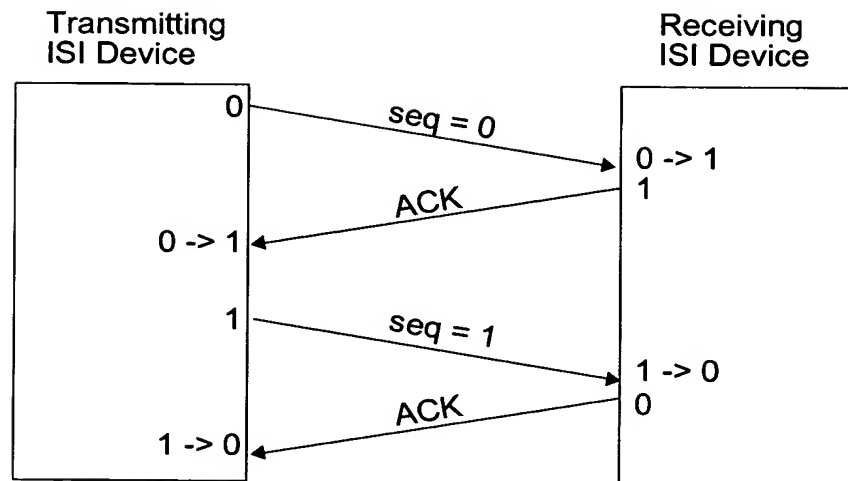 Transmitting
ISI Device
Receiving
ISI Device
0
seq = 0
0 -> 1
1
ACK
0 -> 1
1
seq = 1
1 -> 0
0
ACK
1 -> 0